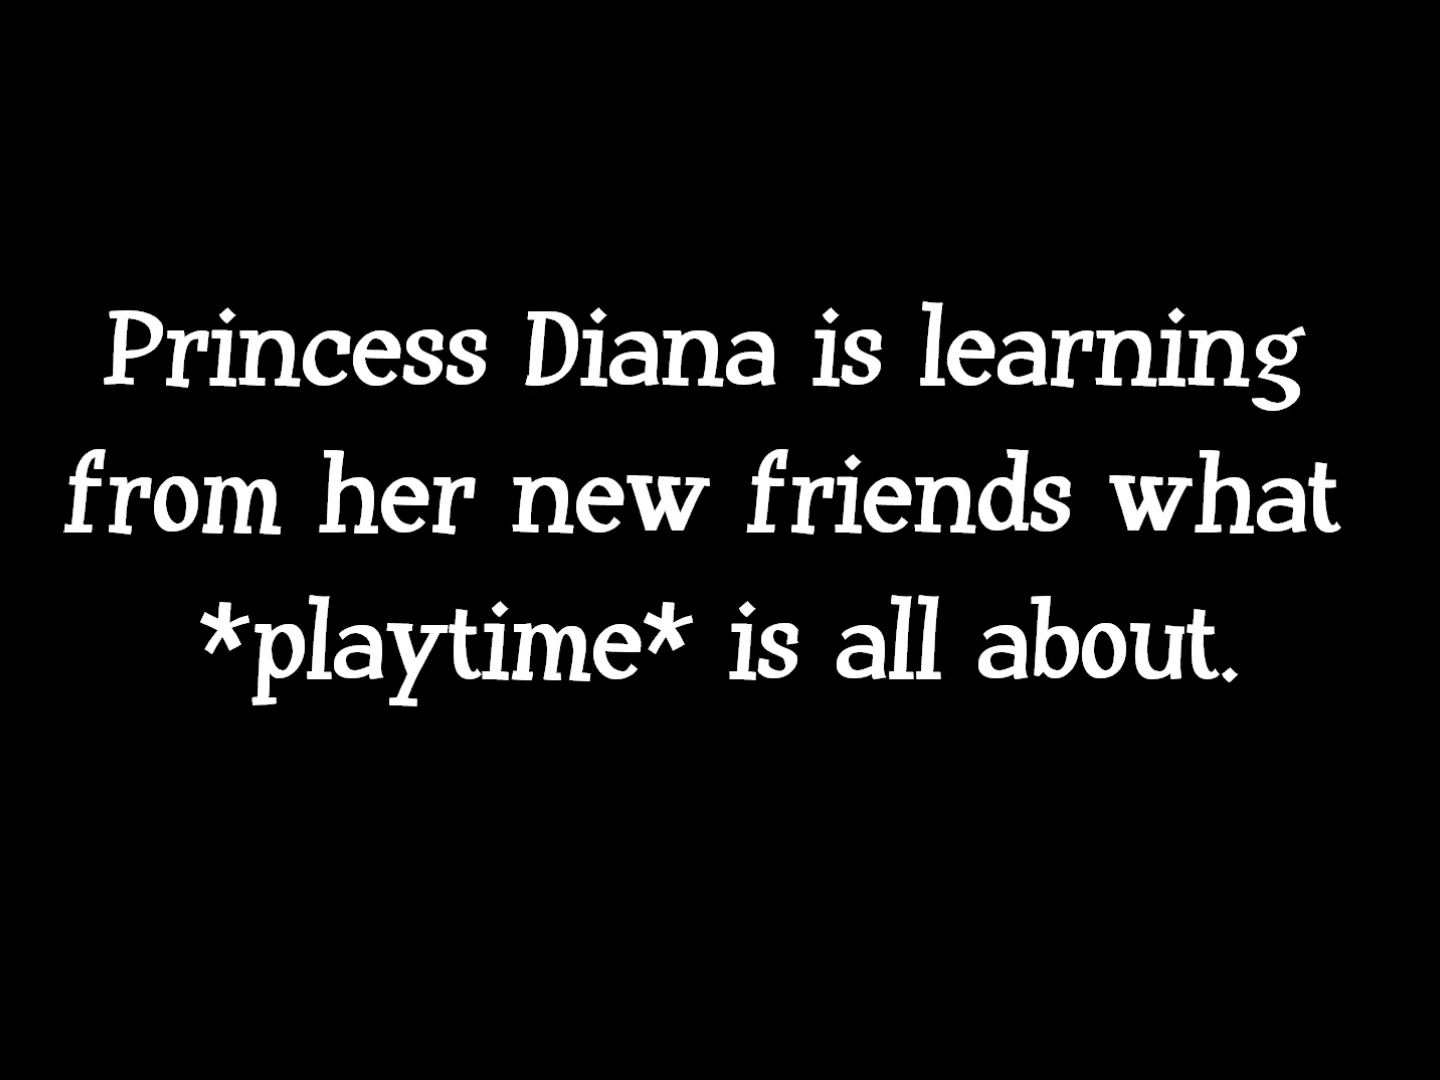 Princess Diana is learning
from her new friends what
*playtime* is all about.